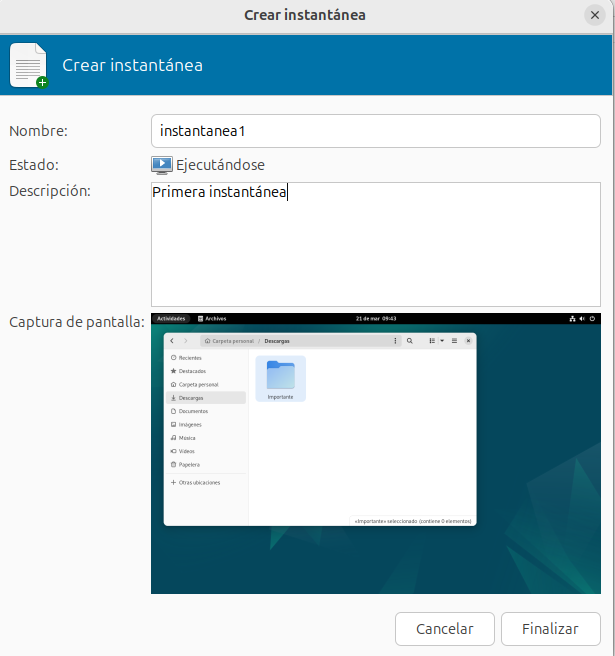 Crear instantánea
Crear instantánea
Nombre: instantanea1
Estado: Ejecutándose
Descripción: Primera instantánea
Captura de pantalla:
Actividades Archivos 21 de mar 09:43
Carpeta personal / Descargas
Recientes
Destacados
Carpeta personal
Descargas
Documentos
Imágenes
Música
Vídeos
Papelera
Otras ubicaciones
Importante
«Importante» seleccionado (contiene 0 elementos)
Cancelar Finalizar